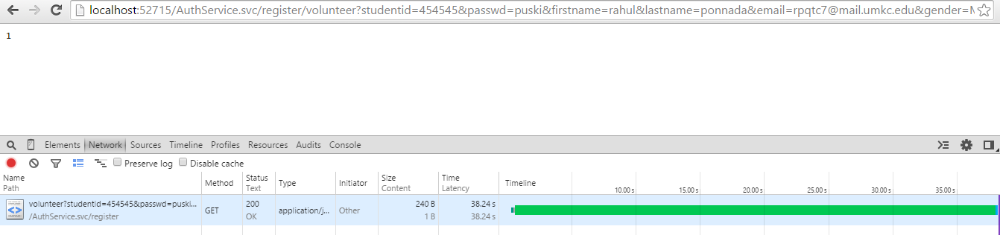 localhost:52715/AuthService.svc/register/volunteer?studentid=454545&passwd=puski&firstname=rahul&lastname=ponnada&email=rpqtc7@mail.umkc.edu&gender=M
1
Elements Network Sources Timeline Profiles Resources Audits Console
Preserve log Disable cache
Name Method Status Type Initiator Size Time Timeline
Path Text Content Latency
10.00 s 15.00 s 20.00 s 25.00 s 30.00 s 35.00 s
volunteer?studentid=454545&passwd=puski... GET 200 application/j... Other 240 B 38.24 s
/AuthService.svc/register OK 1 B 38.24 s